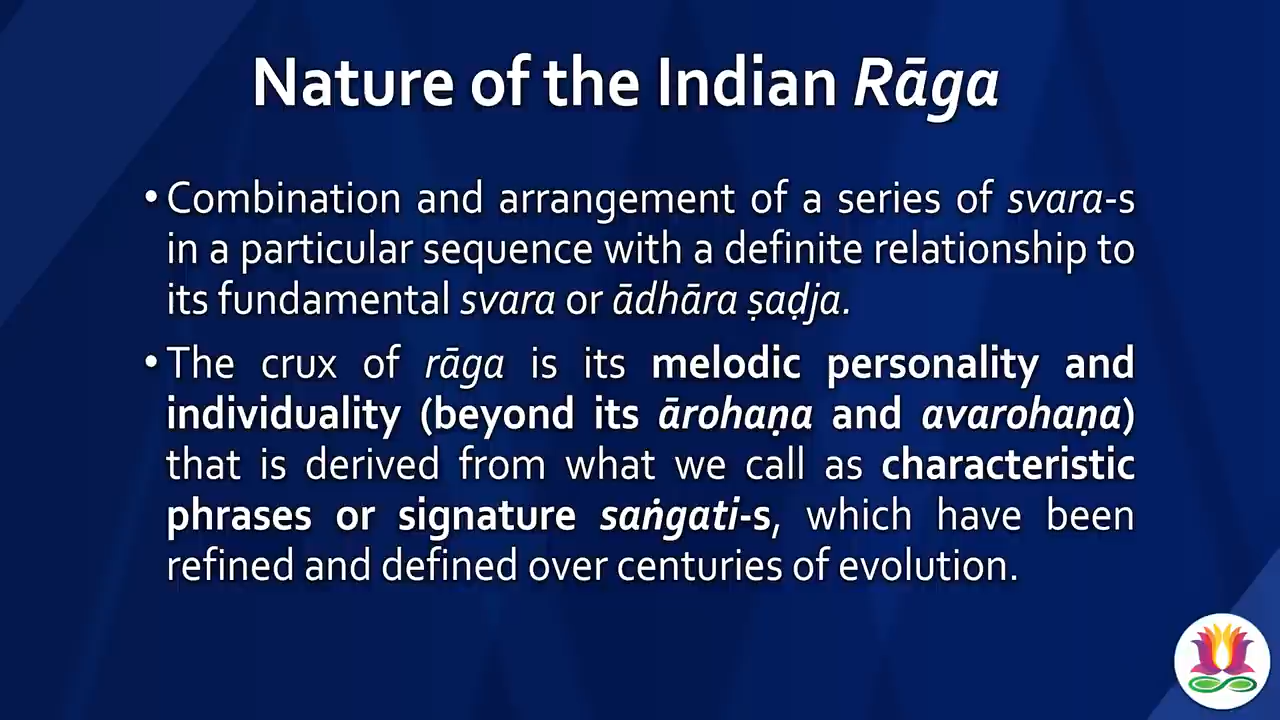 Nature of the Indian Rāga
• Combination and arrangement of a series of svara-s
in a particular sequence with a definite relationship to
its fundamental svara or ādhāra ṣaḍja.
• The crux of rāga is its melodic personality and
individuality (beyond its ārohaṇa and avarohaṇa)
that is derived from what we call as characteristic
phrases or signature saṅgati-s, which have been
refined and defined over centuries of evolution.